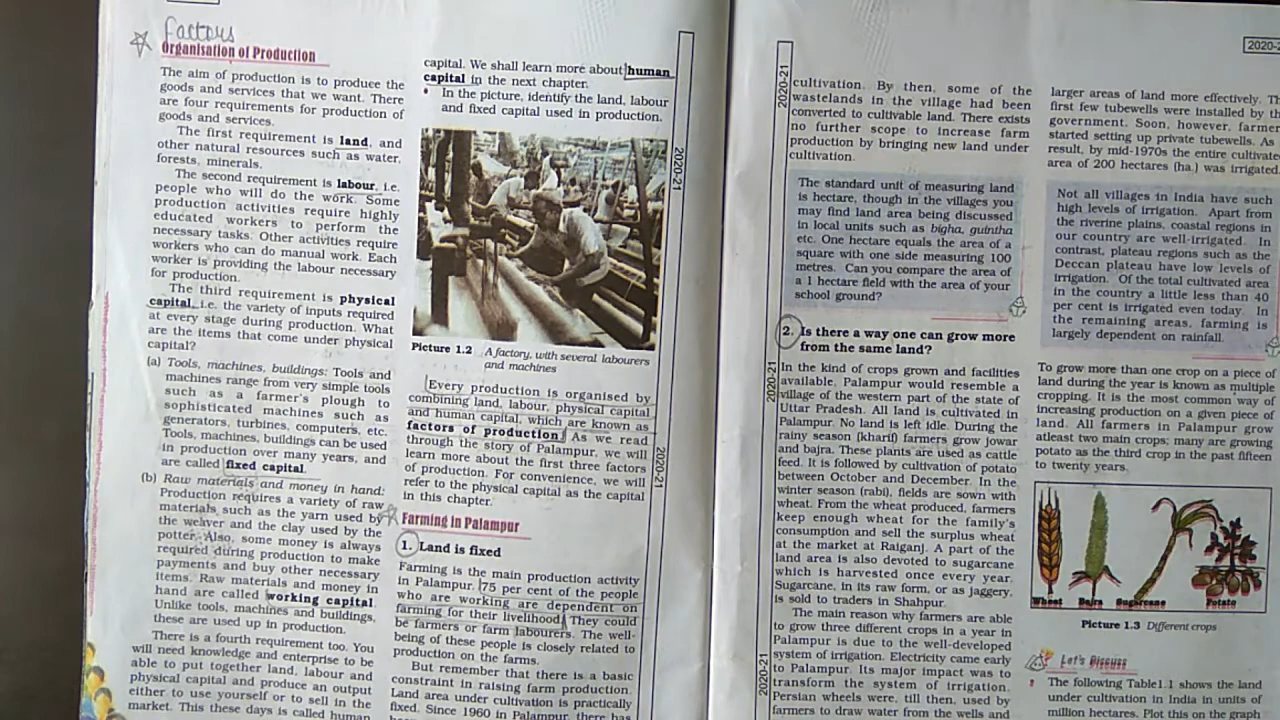 Factors
Organisation of Production
The aim of production is to produce the
goods and services that we want. There
are four requirements for production of
goods and services.
The first requirement is land, and
other natural resources such as water,
forests, minerals.
The second requirement is labour, i.e.
people who will do the work. Some
production activities require highly
educated workers to perform the
necessary tasks. Other activities require
workers who can do manual work. Each
worker is providing the labour necessary
for production.
The third requirement is physical
capital, i.e. the variety of inputs required
at every stage during production. What
are the items that come under physical
capital?
(a) Tools, machines, buildings: Tools and
machines range from very simple tools
such as a farmer's plough to
sophisticated machines such as
generators, turbines, computers, etc.
Tools, machines, buildings can be used
in production over many years, and
are called fixed capital.
(b) Raw materials and money in hand:
Production requires a variety of raw
materials such as the yarn used by
the weaver and the clay used by the
potter. Also, some money is always
required during production to make
payments and buy other necessary
items. Raw materials and money in
hand are called working capital.
Unlike tools, machines and buildings,
these are used up in production.
There is a fourth requirement too. You
will need knowledge and enterprise to be
able to put together land, labour and
physical capital and produce an output
either to use yourself or to sell in the
market. This these days is called human
capital. We shall learn more about human
capital in the next chapter.
• In the picture, identify the land, labour
and fixed capital used in production.
Picture 1.2 A factory, with several labourers
and machines
Every production is organised by
combining land, labour, physical capital
and human capital, which are known as
factors of production. As we read
through the story of Palampur, we will
learn more about the first three factors
of production. For convenience, we will
refer to the physical capital as the capital
in this chapter.
Farming in Palampur
1. Land is fixed
Farming is the main production activity
in Palampur. 75 per cent of the people
who are working are dependent on
farming for their livelihood. They could
be farmers or farm labourers. The well-
being of these people is closely related to
production on the farms.
But remember that there is a basic
constraint in raising farm production.
Land area under cultivation is practically
fixed. Since 1960 in Palampur, there has
2020-21
2020-21
2020-21
2020-21
2020-21
cultivation. By then, some of the
wastelands in the village had been
converted to cultivable land. There exists
no further scope to increase farm
production by bringing new land under
cultivation.
The standard unit of measuring land
is hectare, though in the villages you
may find land area being discussed
in local units such as bigha, guintha
etc. One hectare equals the area of a
square with one side measuring 100
metres. Can you compare the area of
a 1 hectare field with the area of your
school ground?
2. Is there a way one can grow more
from the same land?
In the kind of crops grown and facilities
available, Palampur would resemble a
village of the western part of the state of
Uttar Pradesh. All land is cultivated in
Palampur. No land is left idle. During the
rainy season (kharif) farmers grow jowar
and bajra. These plants are used as cattle
feed. It is followed by cultivation of potato
between October and December. In the
winter season (rabi), fields are sown with
wheat. From the wheat produced, farmers
keep enough wheat for the family's
consumption and sell the surplus wheat
at the market at Raiganj. A part of the
land area is also devoted to sugarcane
which is harvested once every year.
Sugarcane, in its raw form, or as jaggery,
is sold to traders in Shahpur.
The main reason why farmers are able
to grow three different crops in a year in
Palampur is due to the well-developed
system of irrigation. Electricity came early
to Palampur. Its major impact was to
transform the system of irrigation.
Persian wheels were, till then, used by
farmers to draw water from the wells and
2020-2
larger areas of land more effectively. Th
first few tubewells were installed by th
government. Soon, however, farmer
started setting up private tubewells. As
result, by mid-1970s the entire cultivate
area of 200 hectares (ha.) was irrigated.
Not all villages in India have such
high levels of irrigation. Apart from
the riverine plains, coastal regions in
our country are well-irrigated. In
contrast, plateau regions such as the
Deccan plateau have low levels of
irrigation. Of the total cultivated area
in the country a little less than 40
per cent is irrigated even today. In
the remaining areas, farming is
largely dependent on rainfall.
To grow more than one crop on a piece of
land during the year is known as multiple
cropping. It is the most common way of
increasing production on a given piece of
land. All farmers in Palampur grow
atleast two main crops; many are growing
potato as the third crop in the past fifteen
to twenty years.
Wheat Bajra Sugarcane Potato
Picture 1.3 Different crops
Let's Discuss
The following Table1.1 shows the land
under cultivation in India in units of
million hectares. Plot this on the graph